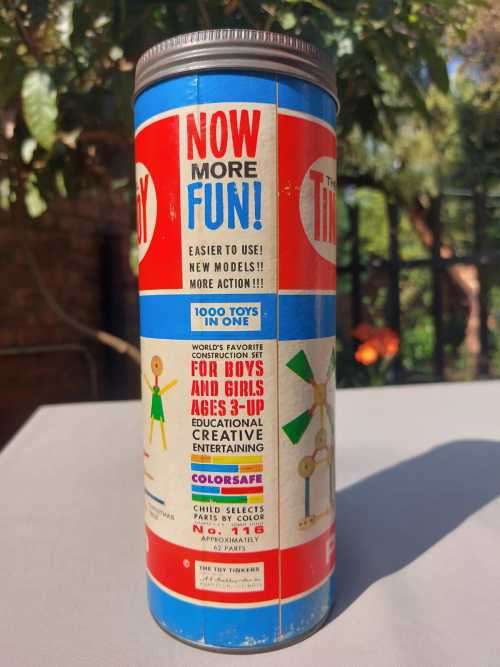 NOW
MORE
FUN!
EASIER TO USE!
NEW MODELS!!
MORE ACTION!!!
1000 TOYS
IN ONE
WORLD'S FAVORITE
CONSTRUCTION SET
FOR BOYS
AND GIRLS
AGES 3-UP
EDUCATIONAL
CREATIVE
ENTERTAINING
COLORSAFE
CHILD SELECTS
PARTS BY COLOR
No. 116
APPROXIMATELY
62 PARTS
THE TOY TINKERS
OY
TH
TIN